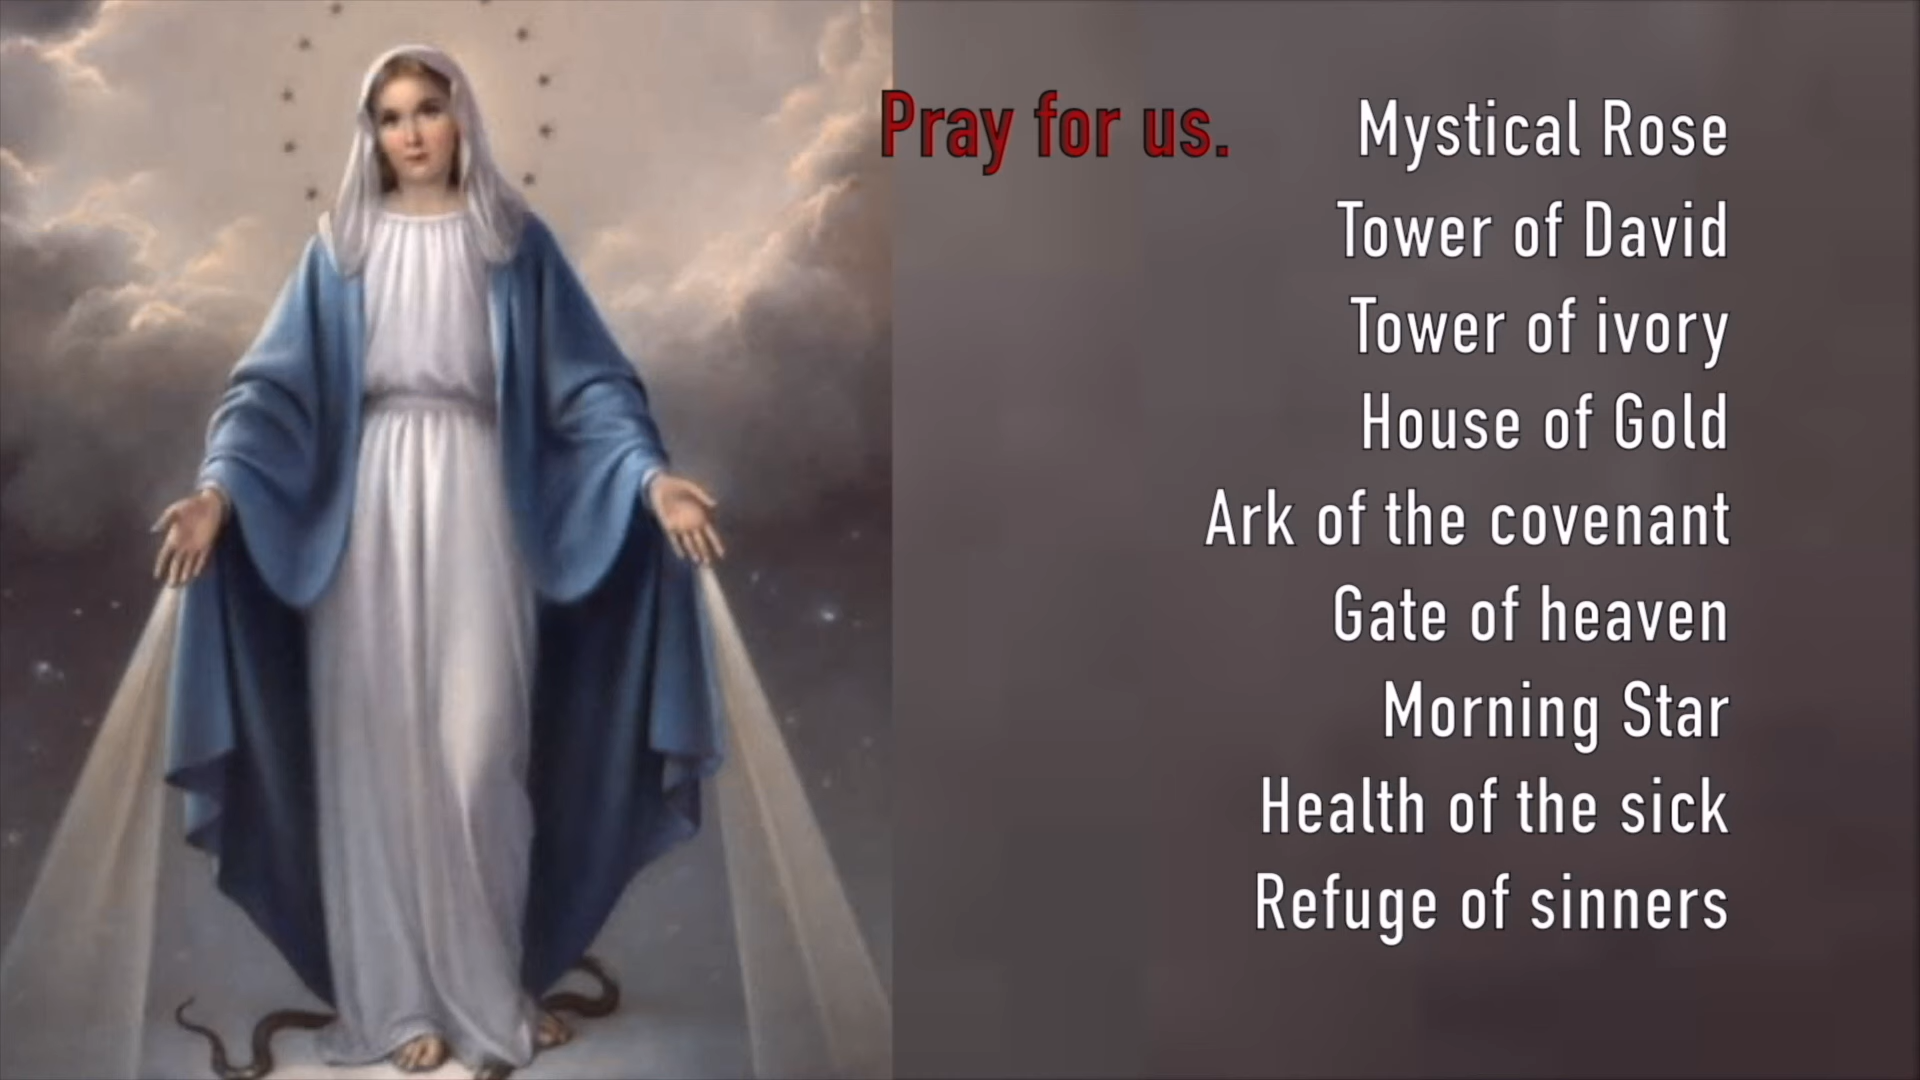 Pray for us. Mystical Rose
Tower of David
Tower of ivory
House of Gold
Ark of the covenant
Gate of heaven
Morning Star
Health of the sick
Refuge of sinners